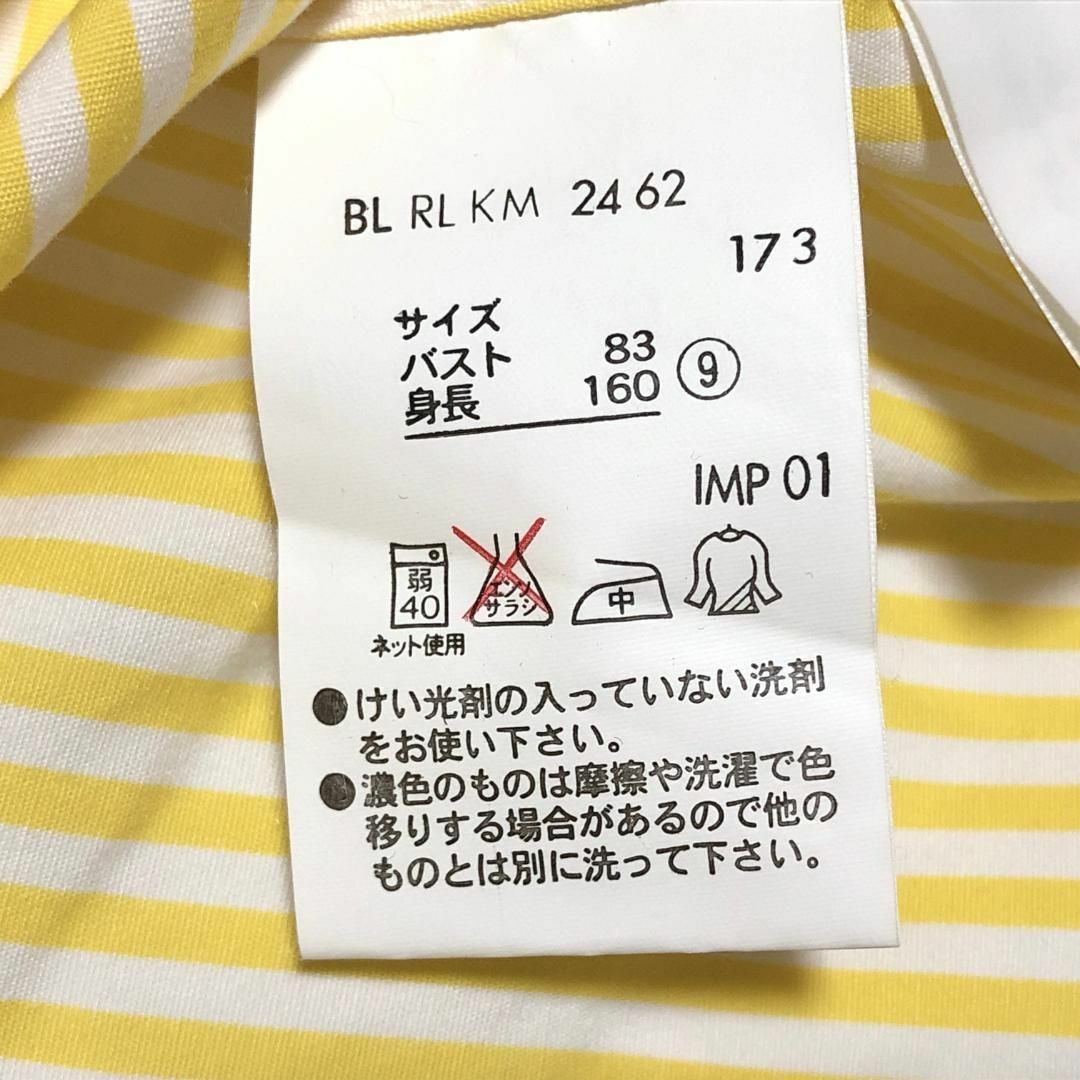 BL RL KM 24 62
173
サイズ
バスト 83
身長 160 ⑨
IMP 01
弱
40
エンソ
サラシ
中
ネット使用
●けい光剤の入っていない洗剤
をお使い下さい。
●濃色のものは摩擦や洗濯で色
移りする場合があるので他の
ものとは別に洗って下さい。